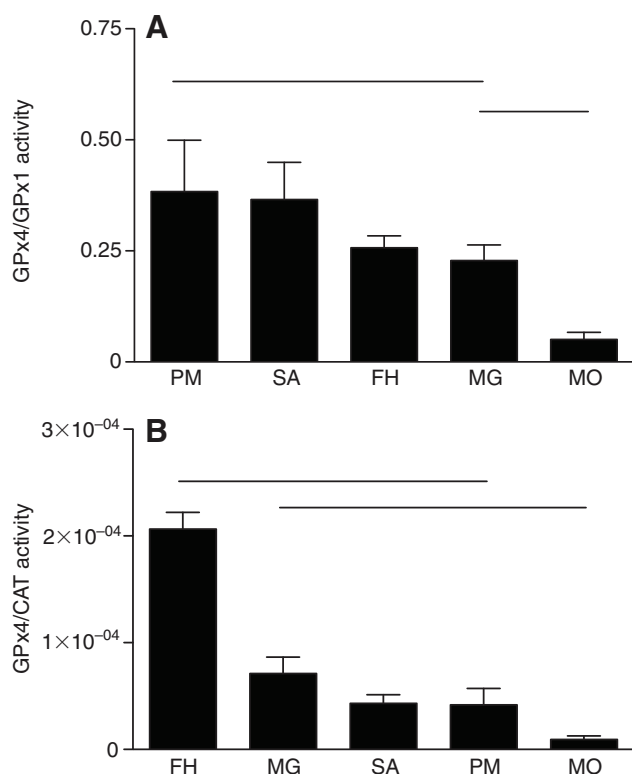 A
0.75
0.50
0.25
0
GPx4/GPx1 activity
PM SA FH MG MO
B
3×10⁻⁰⁴
2×10⁻⁰⁴
1×10⁻⁰⁴
0
GPx4/CAT activity
FH MG SA PM MO